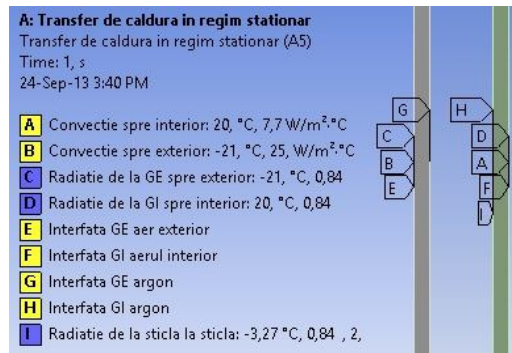 A: Transfer de caldura in regim stationar
Transfer de caldura in regim stationar (A5)
Time: 1, s
24-Sep-13 3:40 PM
A Convectie spre interior: 20, °C, 7,7 W/m²·°C
B Convectie spre exterior: -21, °C, 25, W/m²·°C
C Radiatie de la GE spre exterior: -21, °C, 0,84
D Radiatie de la GI spre interior: 20, °C, 0,84
E Interfata GE aer exterior
F Interfata GI aerul interior
G Interfata GE argon
H Interfata GI argon
I Radiatie de la sticla la sticla: -3,27 °C, 0,84 , 2,
G H
C D
B A
E F
I